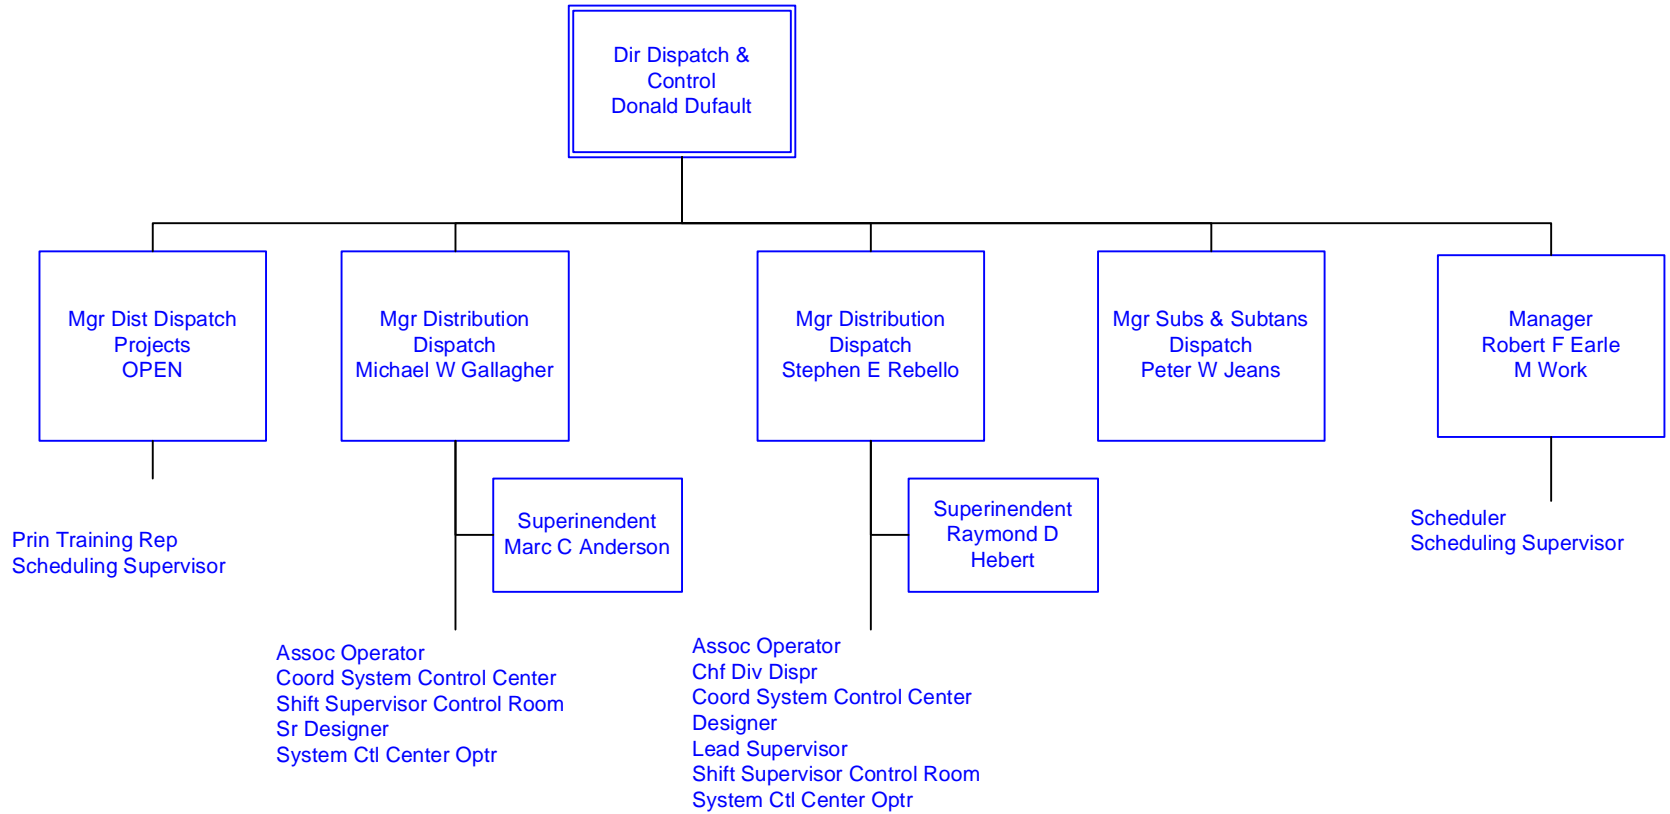 Dir Dispatch &
Control
Donald Dufault
Mgr Dist Dispatch
Projects
OPEN
Mgr Distribution
Dispatch
Michael W Gallagher
Mgr Distribution
Dispatch
Stephen E Rebello
Mgr Subs & Subtans
Dispatch
Peter W Jeans
Manager
Robert F Earle
M Work
Prin Training Rep
Scheduling Supervisor
Superinendent
Marc C Anderson
Superinendent
Raymond D
Hebert
Scheduler
Scheduling Supervisor
Assoc Operator
Coord System Control Center
Shift Supervisor Control Room
Sr Designer
System Ctl Center Optr
Assoc Operator
Chf Div Dispr
Coord System Control Center
Designer
Lead Supervisor
Shift Supervisor Control Room
System Ctl Center Optr